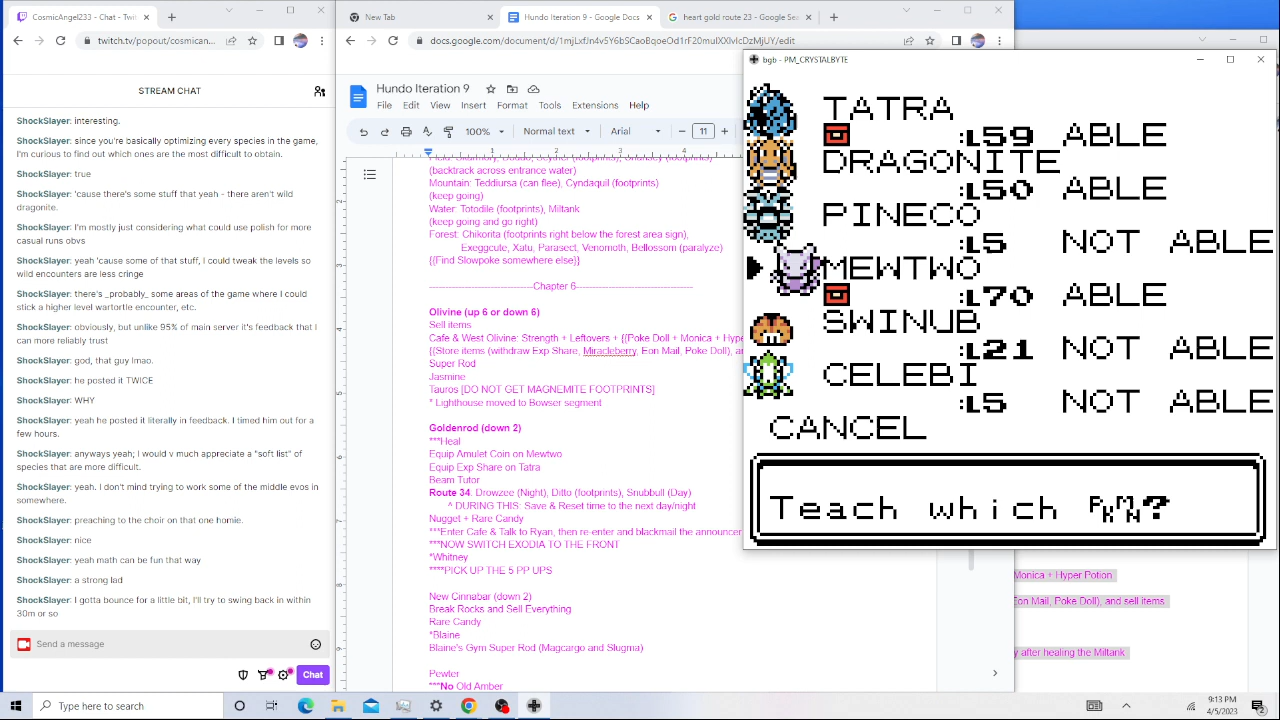 CosmicAngel233 - Chat - Twit
New Tab
Hundo Iteration 9 - Google Docs
heart gold route 23 - Google Sea
twitch.tv/popout/cosmican
docs.google.com/document/d/
/edit
bgb - PM_CRYSTALBYTE
STREAM CHAT
ShockSlayer: interesting.
ShockSlayer: since you're basically optimizing every species in the game, I'm curious to find out which ones are the most difficult to obtain.
ShockSlayer: true
ShockSlayer: 'cause there's some stuff that yeah - there aren't wild dragonite.
ShockSlayer: I'm mostly just considering what could use polish for more casual runs obvs
ShockSlayer: yeah 'cause some of that stuff, I could tweak there/area wild encounters are less cringe
ShockSlayer: there's _probably_ some areas of the game where I could stick a higher level wartortle encounter, etc.
ShockSlayer: obviously, but unlike 95% of main server it's feedback that I can more reliably trust
ShockSlayer: god, that guy lmao.
ShockSlayer: he posted it TWICE
ShockSlayer: WHY
ShockSlayer: yeah he posted it literally in feedback. I timed him out for a few hours.
ShockSlayer: anyways yeah; I would v much appreciate a "soft list" of species that are more difficult.
ShockSlayer: yeah. I don't mind trying to work some of the middle evos in somewhere.
ShockSlayer: preaching to the choir on that one homie.
ShockSlayer: nice
ShockSlayer: yeah math can be fun that way
ShockSlayer: a strong lad
ShockSlayer: I gotta bounce for a little bit, I'll try to swing back in within 30m or so
Send a message
Chat
Hundo Iteration 9
File Edit View Insert Format Tools Extensions Help
100% Normal text Arial 11
1 2 3 4
(backtrack across entrance water)
Mountain: Teddiursa (can flee), Cyndaquil (footprints)
(keep going)
Water: Totodile (footprints), Miltank
(keep going and go right)
Forest: Chikorita (footprints right below the forest area sign),
Exeggcute, Xatu, Parasect, Venomoth, Bellossom (paralyze)
{{Find Slowpoke somewhere else}}
Chapter 6
Olivine (up 6 or down 6)
Sell items
Cafe & West Olivine: Strength + Leftovers + {{Poke Doll + Monica + Hype
{{Store items (withdraw Exp Share, Miracleberry, Eon Mail, Poke Doll), an
Super Rod
Jasmine
Tauros [DO NOT GET MAGNEMITE FOOTPRINTS]
* Lighthouse moved to Bowser segment
Goldenrod (down 2)
***Heal
Equip Amulet Coin on Mewtwo
Equip Exp Share on Tatra
Beam Tutor
Route 34: Drowzee (Night), Ditto (footprints), Snubbull (Day)
^ DURING THIS: Save & Reset time to the next day/night
Nugget + Rare Candy
***Enter Cafe & Talk to Ryan, then re-enter and blackmail the announcer
***NOW SWITCH EXODIA TO THE FRONT
*Whitney
****PICK UP THE 5 PP UPS
New Cinnabar (down 2)
Break Rocks and Sell Everything
Rare Candy
*Blaine
Blaine's Gym Super Rod (Magcargo and Slugma)
Pewter
***No Old Amber
Monica + Hyper Potion
Eon Mail, Poke Doll), and sell items
y after healing the Miltank
TATRA
:L59 ABLE
DRAGONITE
:L50 ABLE
PINECO
:L5 NOT ABLE
MEWTWO
:L70 ABLE
SWINUB
:L21 NOT ABLE
CELEBI
:L5 NOT ABLE
CANCEL
Teach which PKMN?
Type here to search
9:13 PM
4/5/2023
2